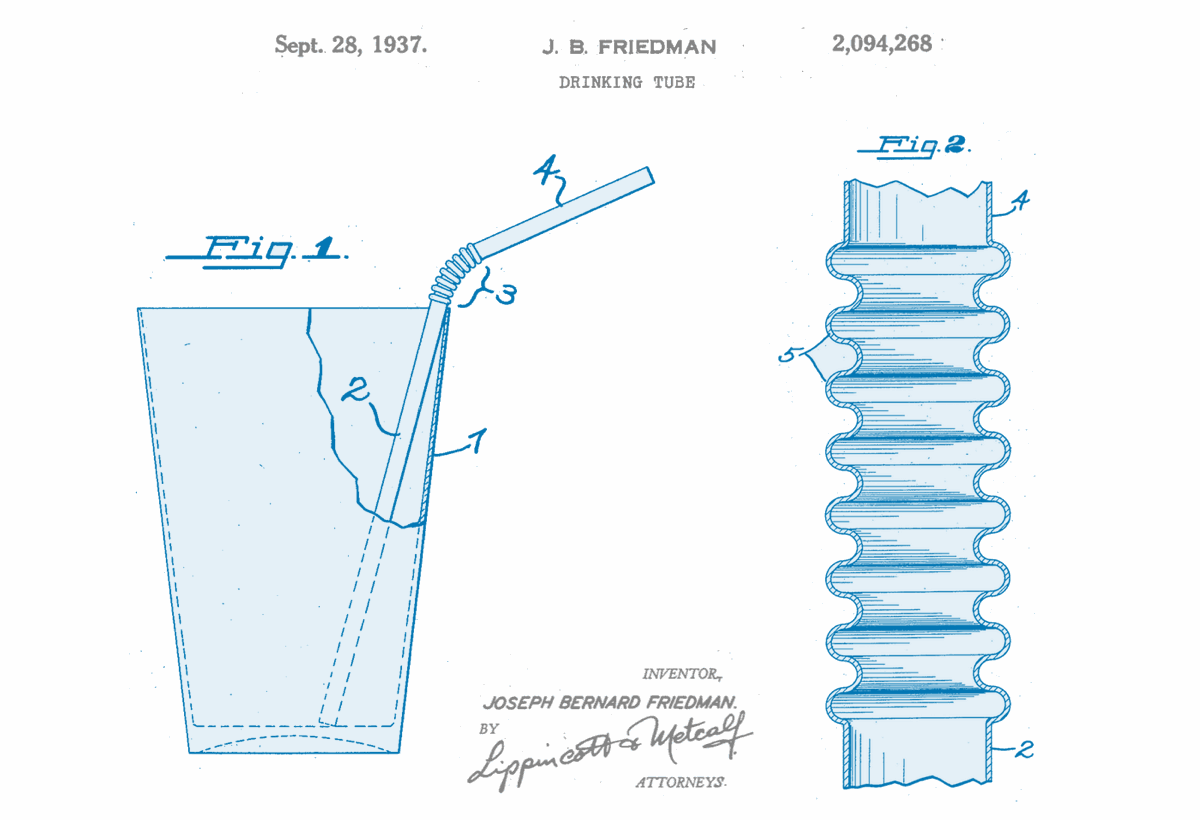 Sept. 28, 1937.
J. B. FRIEDMAN
2,094,268
DRINKING TUBE
Fig. 1.
Fig. 2.
4
3
2
1
4
5
2
INVENTOR,
JOSEPH BERNARD FRIEDMAN.
BY
Lippincott & Metcalf
ATTORNEYS.